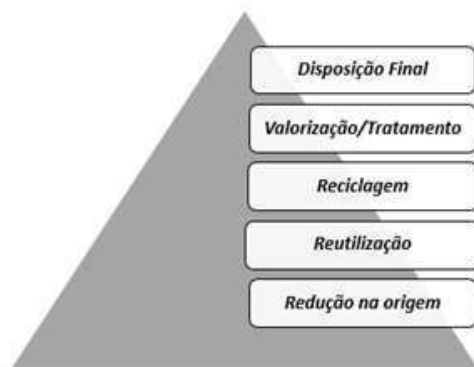 Disposição Final
Valorização/Tratamento
Reciclagem
Reutilização
Redução na origem